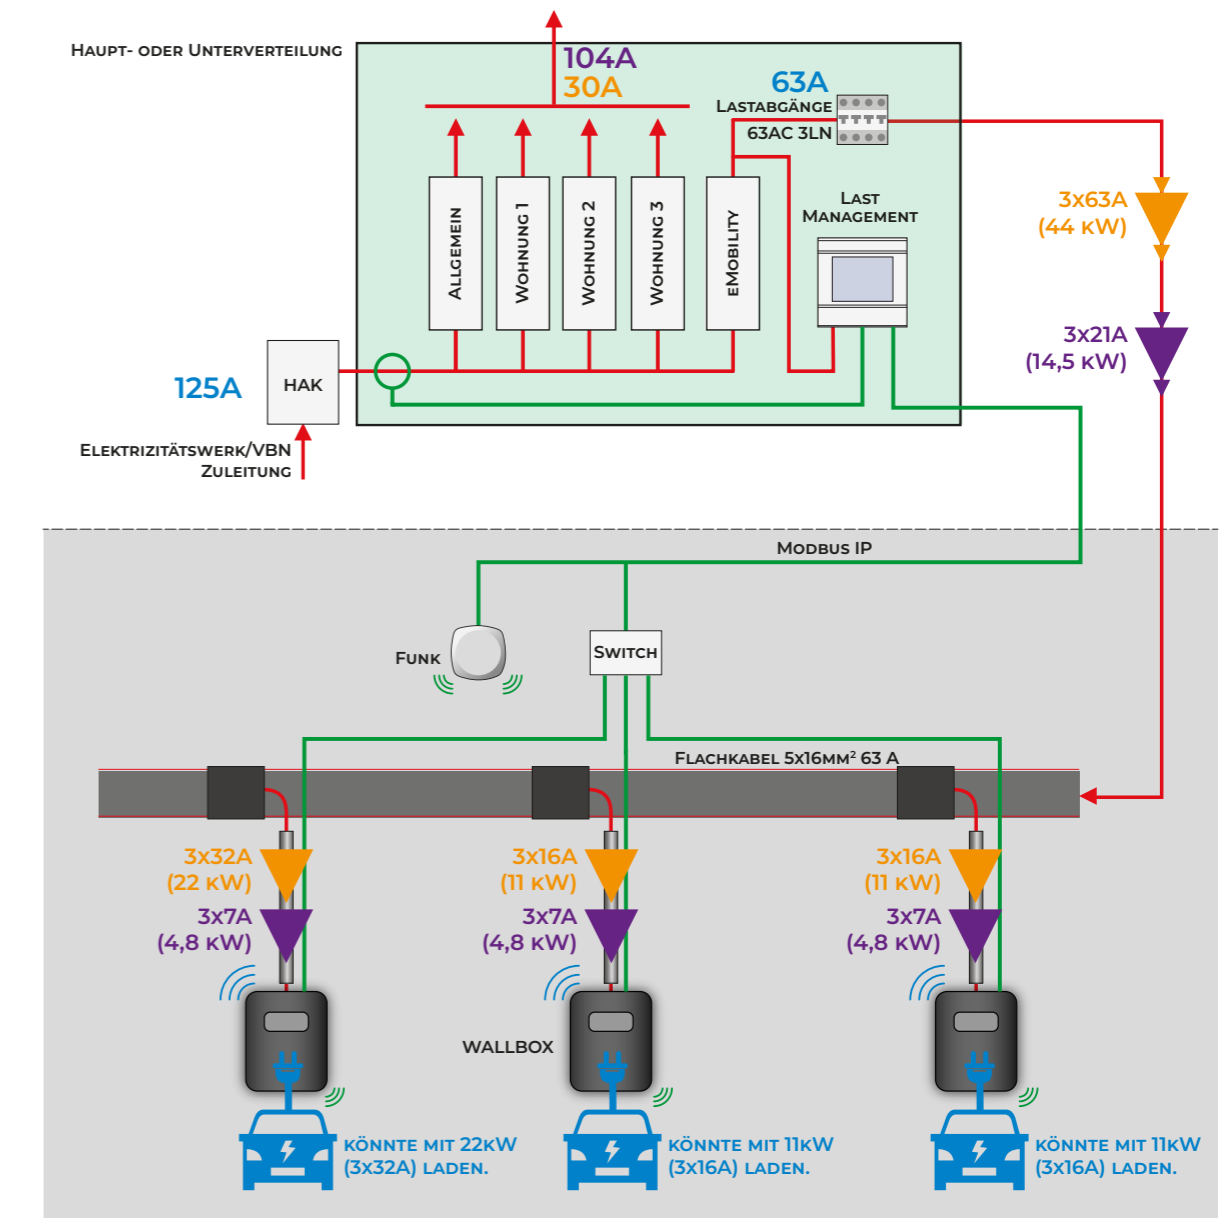 Haupt- oder Unterverteilung
104A
30A
63A
Lastabgänge
63AC 3LN
Last
Management
Allgemein
Wohnung 1
Wohnung 2
Wohnung 3
eMobility
3x63A
(44 kW)
3x21A
(14,5 kW)
125A
HAK
Elektrizitätswerk/VBN
Zuleitung
Modbus IP
Funk
Switch
Flachkabel 5x16mm² 63 A
3x32A
(22 kW)
3x7A
(4,8 kW)
3x16A
(11 kW)
3x7A
(4,8 kW)
3x16A
(11 kW)
3x7A
(4,8 kW)
WALLBOX
könnte mit 22kW
(3x32A) laden.
könnte mit 11kW
(3x16A) laden.
könnte mit 11kW
(3x16A) laden.